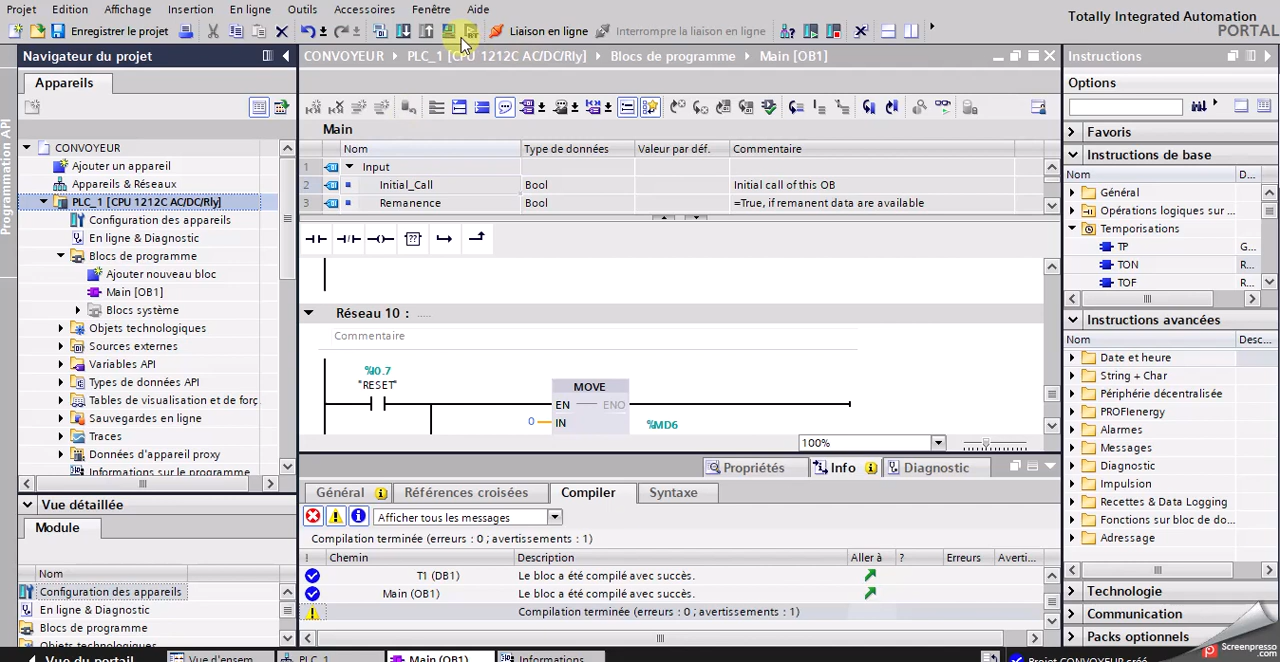 Projet Edition Affichage Insertion En ligne Outils Accessoires Fenêtre Aide
Totally Integrated Automation
PORTAL
Enregistrer le projet
Liaison en ligne
Interrompre la liaison en ligne
Navigateur du projet
CONVOYEUR PLC_1 [CPU 1212C AC/DC/Rly] Blocs de programme Main [OB1]
Instructions
Appareils
Options
Programmation API
CONVOYEUR
Ajouter un appareil
Appareils & Réseaux
PLC_1 [CPU 1212C AC/DC/Rly]
Configuration des appareils
En ligne & Diagnostic
Blocs de programme
Ajouter nouveau bloc
Main [OB1]
Blocs système
Objets technologiques
Sources externes
Variables API
Types de données API
Tables de visualisation et de forç...
Sauvegardes en ligne
Traces
Données d'appareil proxy
Informations sur le programme
Vue détaillée
Module
Nom
Configuration des appareils
En ligne & Diagnostic
Blocs de programme
Objets technologiques
Main
Nom Type de données Valeur par déf. Commentaire
1 Input
2 Initial_Call Bool Initial call of this OB
3 Remanence Bool =True, if remanent data are available
??
Réseau 10 : .....
Commentaire
%I0.7
"RESET"
MOVE
EN ENO
0 IN
%MD6
100%
Propriétés Info Diagnostic
Général Références croisées Compiler Syntaxe
Afficher tous les messages
Compilation terminée (erreurs : 0 ; avertissements : 1)
! Chemin Description Aller à ? Erreurs Averti...
T1 (DB1) Le bloc a été compilé avec succès.
Main (OB1) Le bloc a été compilé avec succès.
Compilation terminée (erreurs : 0 ; avertissements : 1)
Favoris
Instructions de base
Nom D...
Général
Opérations logiques sur ...
Temporisations
TP G...
TON R...
TOF R...
Instructions avancées
Nom Desc...
Date et heure
String + Char
Périphérie décentralisée
PROFIenergy
Alarmes
Messages
Diagnostic
Impulsion
Recettes & Data Logging
Fonctions sur bloc de do...
Adressage
Technologie
Communication
Packs optionnels
Screenpresso
Vue du portail Vue d'ensem... PLC_1 Main (OB1) Informations ... Projet CONVOYEUR créé